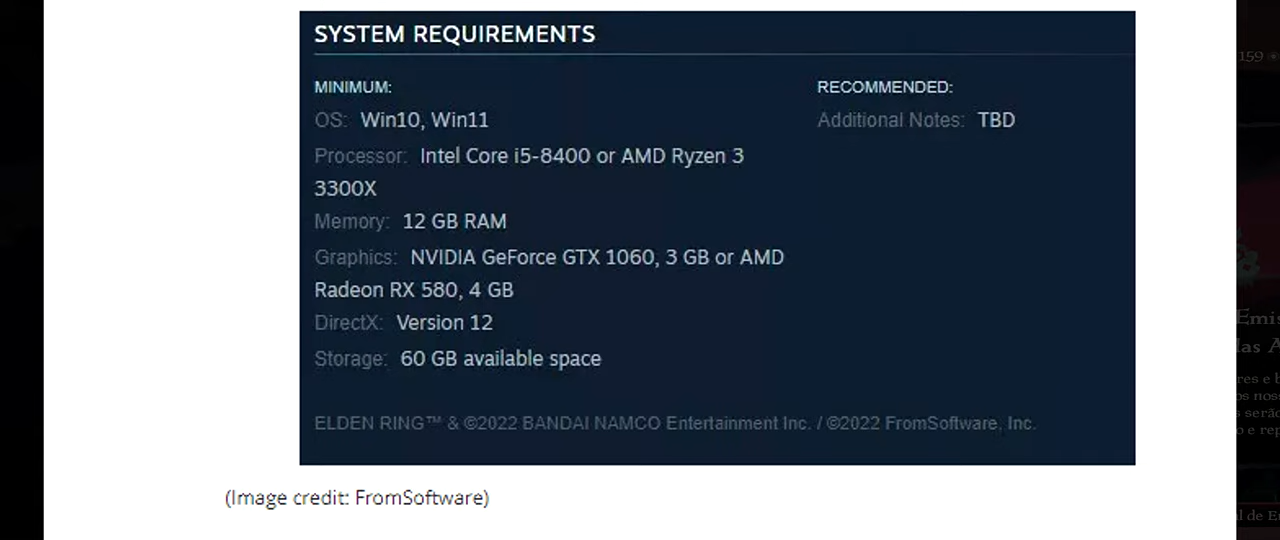 SYSTEM REQUIREMENTS
MINIMUM:
OS: Win10, Win11
Processor: Intel Core i5-8400 or AMD Ryzen 3
3300X
Memory: 12 GB RAM
Graphics: NVIDIA GeForce GTX 1060, 3 GB or AMD
Radeon RX 580, 4 GB
DirectX: Version 12
Storage: 60 GB available space
RECOMMENDED:
Additional Notes: TBD
ELDEN RING™ & ©2022 BANDAI NAMCO Entertainment Inc. / ©2022 FromSoftware, Inc.
(Image credit: FromSoftware)
159